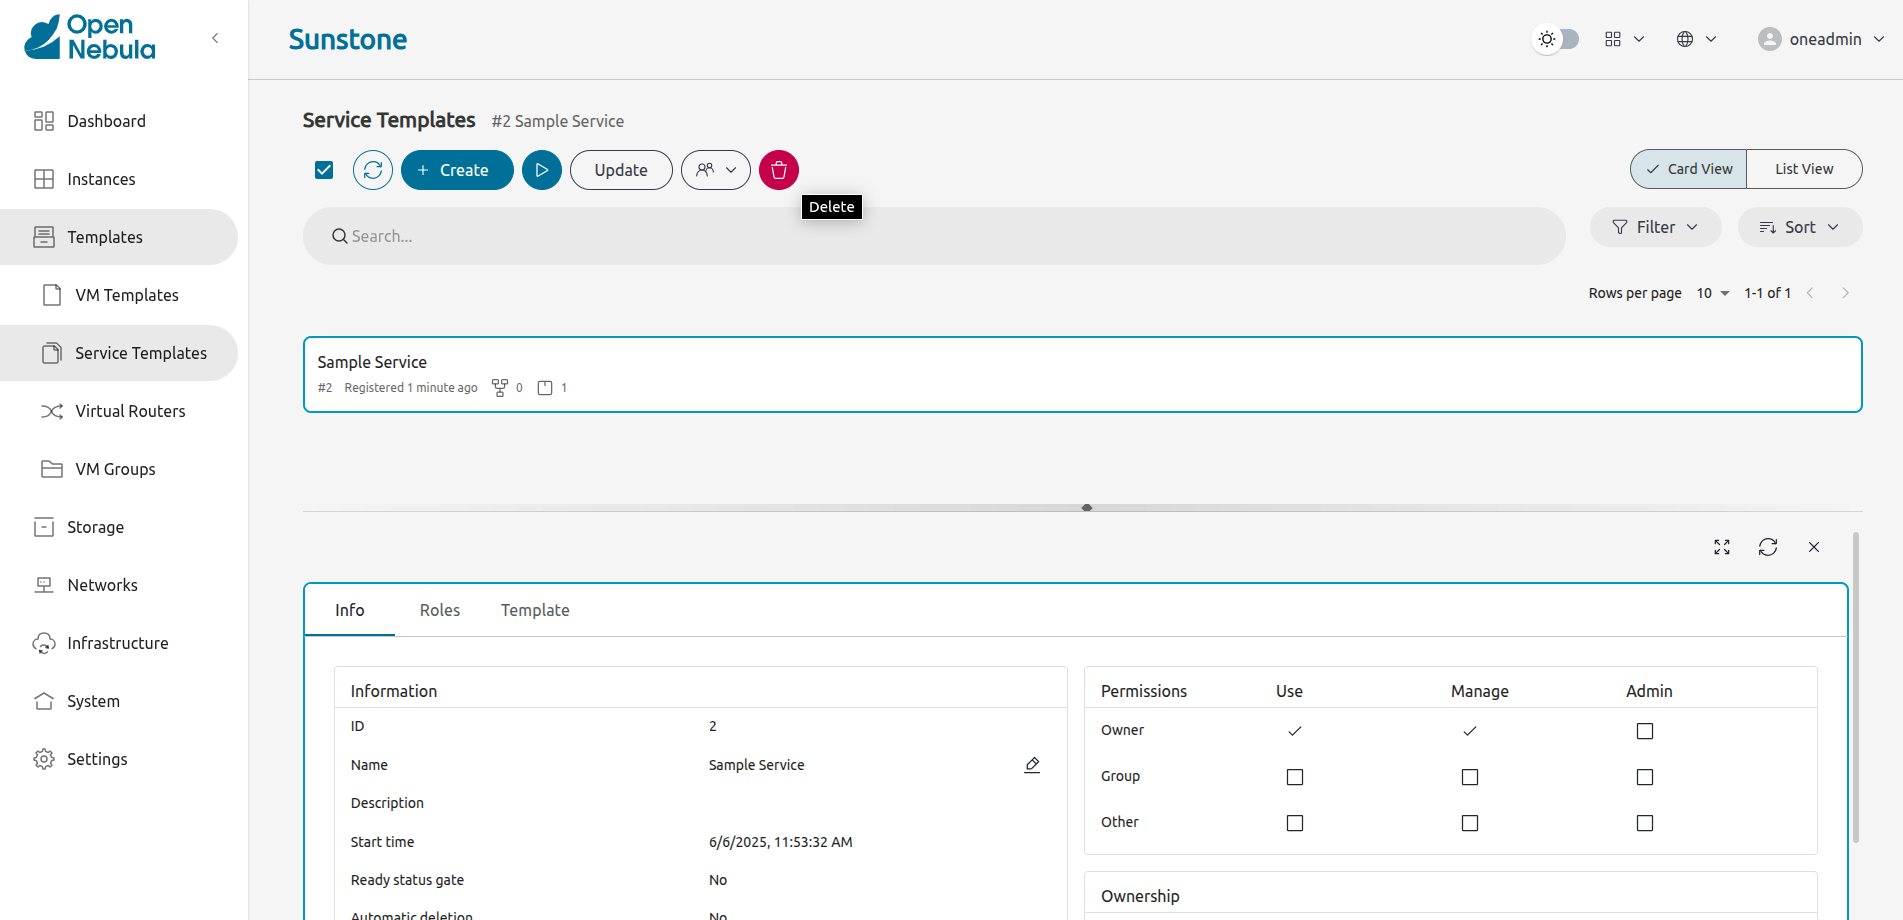 Open
Nebula
Sunstone
oneadmin
Dashboard
Instances
Templates
VM Templates
Service Templates
Virtual Routers
VM Groups
Storage
Networks
Infrastructure
System
Settings
Service Templates #2 Sample Service
+ Create Update
Card View List View
Delete
Search...
Filter Sort
Rows per page 10 1-1 of 1
Sample Service
#2 Registered 1 minute ago 0 1
Info Roles Template
Information
ID 2
Name Sample Service
Description
Start time 6/6/2025, 11:53:32 AM
Ready status gate No
Automatic deletion No
Permissions Use Manage Admin
Owner
Group
Other
Ownership